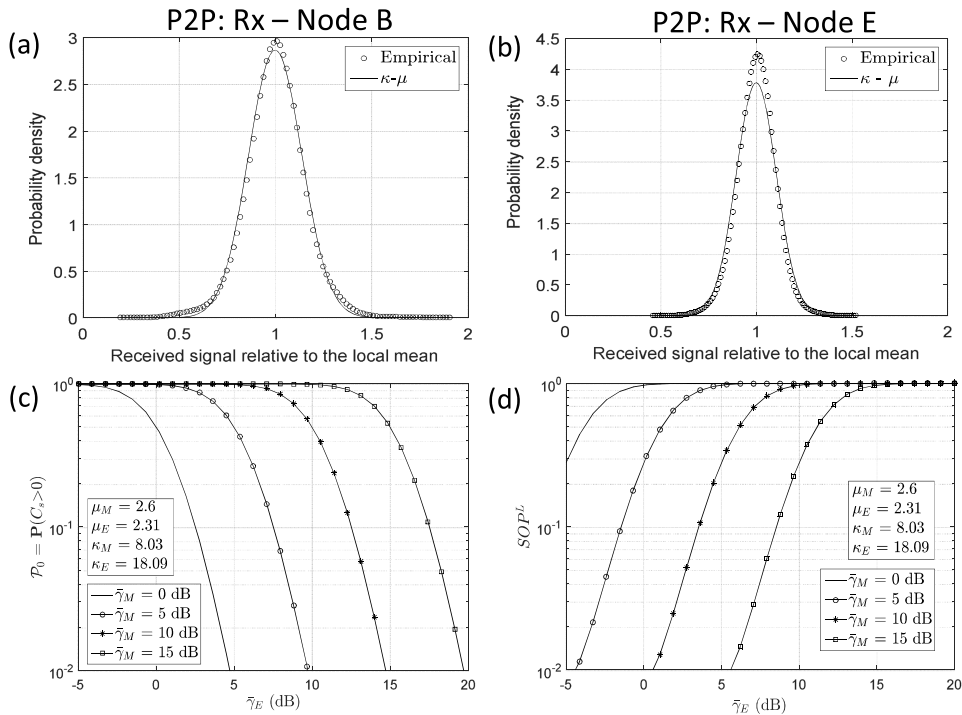 P2P: Rx – Node B
P2P: Rx – Node E
(a)
Probability density
3
2.5
2
1.5
1
0.5
0
0
0.5
1
1.5
2
Received signal relative to the local mean
Empirical
κ-μ
(b)
Probability density
4.5
4
3.5
3
2.5
2
1.5
1
0.5
0
0
0.5
1
1.5
2
Received signal relative to the local mean
Empirical
κ - μ
(c)
𝒫₀ = P(Cₛ>0)
10⁰
10⁻¹
10⁻²
-5
0
5
10
15
20
γ̄_E (dB)
μ_M = 2.6
μ_E = 2.31
κ_M = 8.03
κ_E = 18.09
γ̄_M = 0 dB
γ̄_M = 5 dB
γ̄_M = 10 dB
γ̄_M = 15 dB
(d)
SOP^L
10⁰
10⁻¹
10⁻²
-5
0
5
10
15
20
γ̄_E (dB)
μ_M = 2.6
μ_E = 2.31
κ_M = 8.03
κ_E = 18.09
γ̄_M = 0 dB
γ̄_M = 5 dB
γ̄_M = 10 dB
γ̄_M = 15 dB